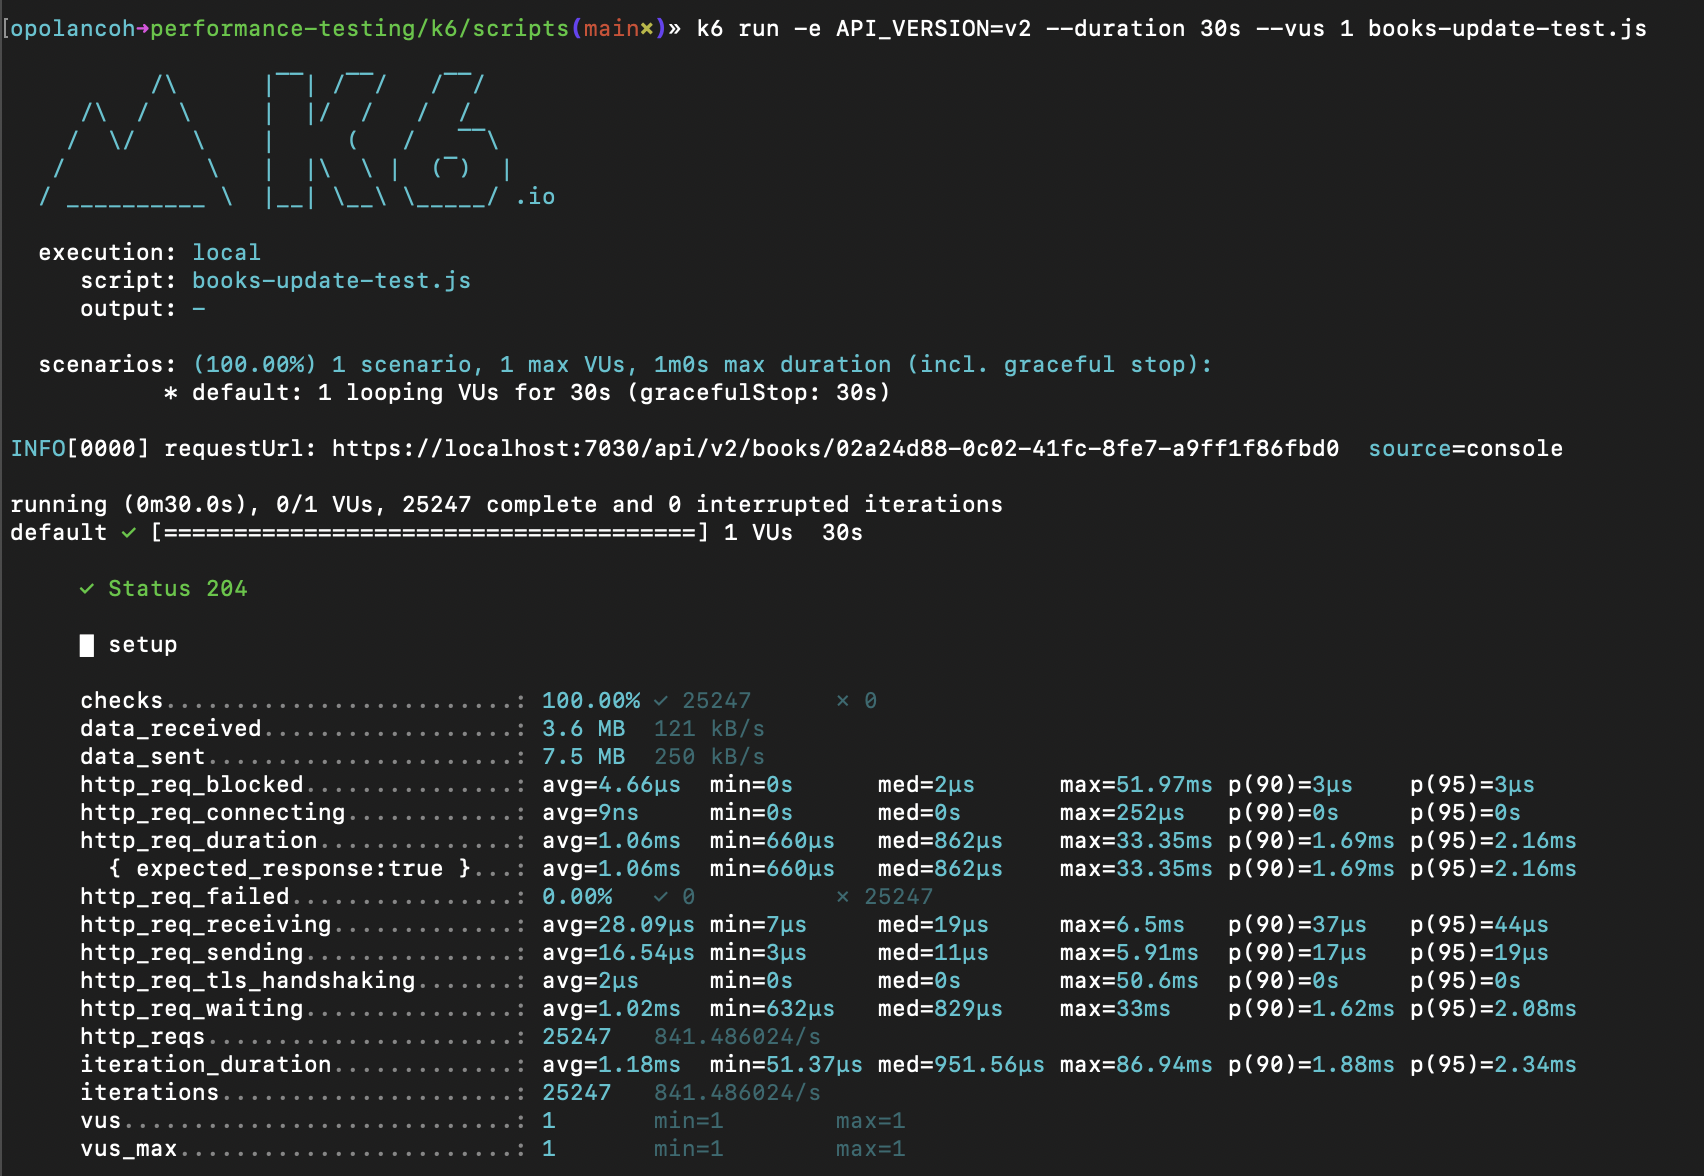 [opolancoh→performance-testing/k6/scripts(main×)» k6 run -e API_VERSION=v2 --duration 30s --vus 1 books-update-test.js
          /\      |‾‾| /‾‾/   /‾‾/
     /\  /  \     |  |/  /   /  /
    /  \/    \    |     (   /   ‾‾\
   /          \   |  |\  \ |  (‾)  |
  / __________ \  |__| \__\ \_____/ .io
execution: local
script: books-update-test.js
output: -
scenarios: (100.00%) 1 scenario, 1 max VUs, 1m0s max duration (incl. graceful stop):
* default: 1 looping VUs for 30s (gracefulStop: 30s)
INFO[0000] requestUrl: https://localhost:7030/api/v2/books/02a24d88-0c02-41fc-8fe7-a9ff1f86fbd0  source=console
running (0m30.0s), 0/1 VUs, 25247 complete and 0 interrupted iterations
default ✓ [======================================] 1 VUs  30s
✓ Status 204
█ setup
checks.........................: 100.00% ✓ 25247      × 0
data_received..................: 3.6 MB  121 kB/s
data_sent......................: 7.5 MB  250 kB/s
http_req_blocked...............: avg=4.66µs  min=0s      med=2µs      max=51.97ms p(90)=3µs    p(95)=3µs
http_req_connecting............: avg=9ns     min=0s      med=0s       max=252µs   p(90)=0s     p(95)=0s
http_req_duration..............: avg=1.06ms  min=660µs   med=862µs    max=33.35ms p(90)=1.69ms p(95)=2.16ms
{ expected_response:true }...: avg=1.06ms  min=660µs   med=862µs    max=33.35ms p(90)=1.69ms p(95)=2.16ms
http_req_failed................: 0.00%   ✓ 0          × 25247
http_req_receiving.............: avg=28.09µs min=7µs     med=19µs     max=6.5ms   p(90)=37µs   p(95)=44µs
http_req_sending...............: avg=16.54µs min=3µs     med=11µs     max=5.91ms  p(90)=17µs   p(95)=19µs
http_req_tls_handshaking.......: avg=2µs     min=0s      med=0s       max=50.6ms  p(90)=0s     p(95)=0s
http_req_waiting...............: avg=1.02ms  min=632µs   med=829µs    max=33ms    p(90)=1.62ms p(95)=2.08ms
http_reqs......................: 25247   841.486024/s
iteration_duration.............: avg=1.18ms  min=51.37µs med=951.56µs max=86.94ms p(90)=1.88ms p(95)=2.34ms
iterations.....................: 25247   841.486024/s
vus............................: 1       min=1        max=1
vus_max........................: 1       min=1        max=1